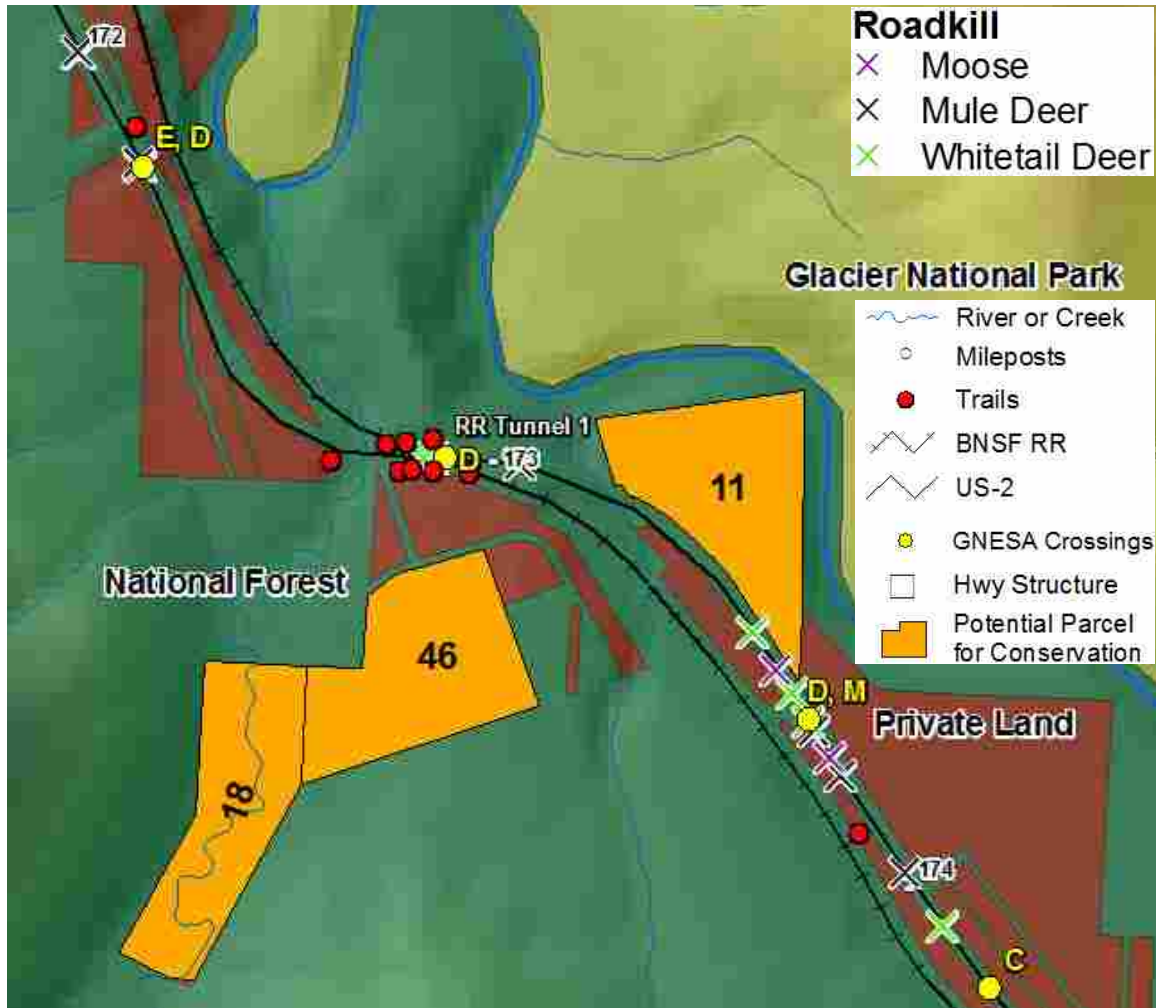 172
E, D
Roadkill
Moose
Mule Deer
Whitetail Deer
Glacier National Park
River or Creek
Mileposts
Trails
BNSF RR
US-2
GNESA Crossings
Hwy Structure
Potential Parcel
for Conservation
RR Tunnel 1
D - 173
11
National Forest
46
D, M
Private Land
18
174
C